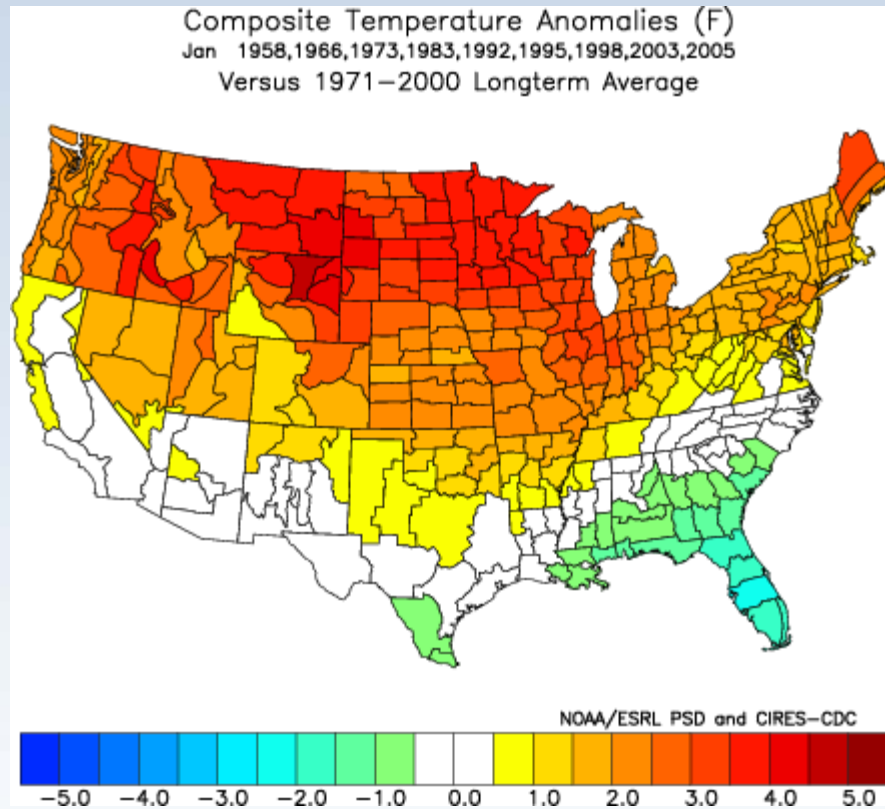 Composite Temperature Anomalies (F)
Jan 1958,1966,1973,1983,1992,1995,1998,2003,2005
Versus 1971-2000 Longterm Average
NOAA/ESRL PSD and CIRES-CDC
-5.0 -4.0 -3.0 -2.0 -1.0 0.0 1.0 2.0 3.0 4.0 5.0